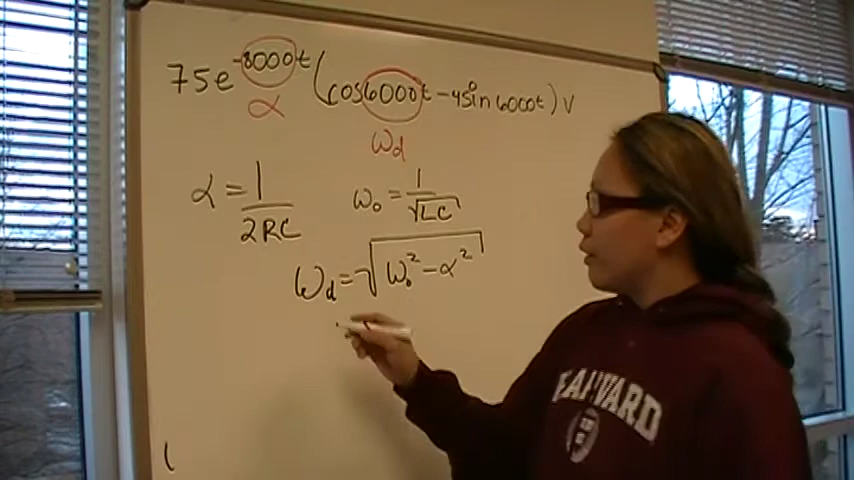 75e^-8000t (cos6000t - 4sin6000t) V
α
ωd
α = 1/2RC
ω₀ = 1/√LC
ωd = √ω₀² - α²
HARVARD